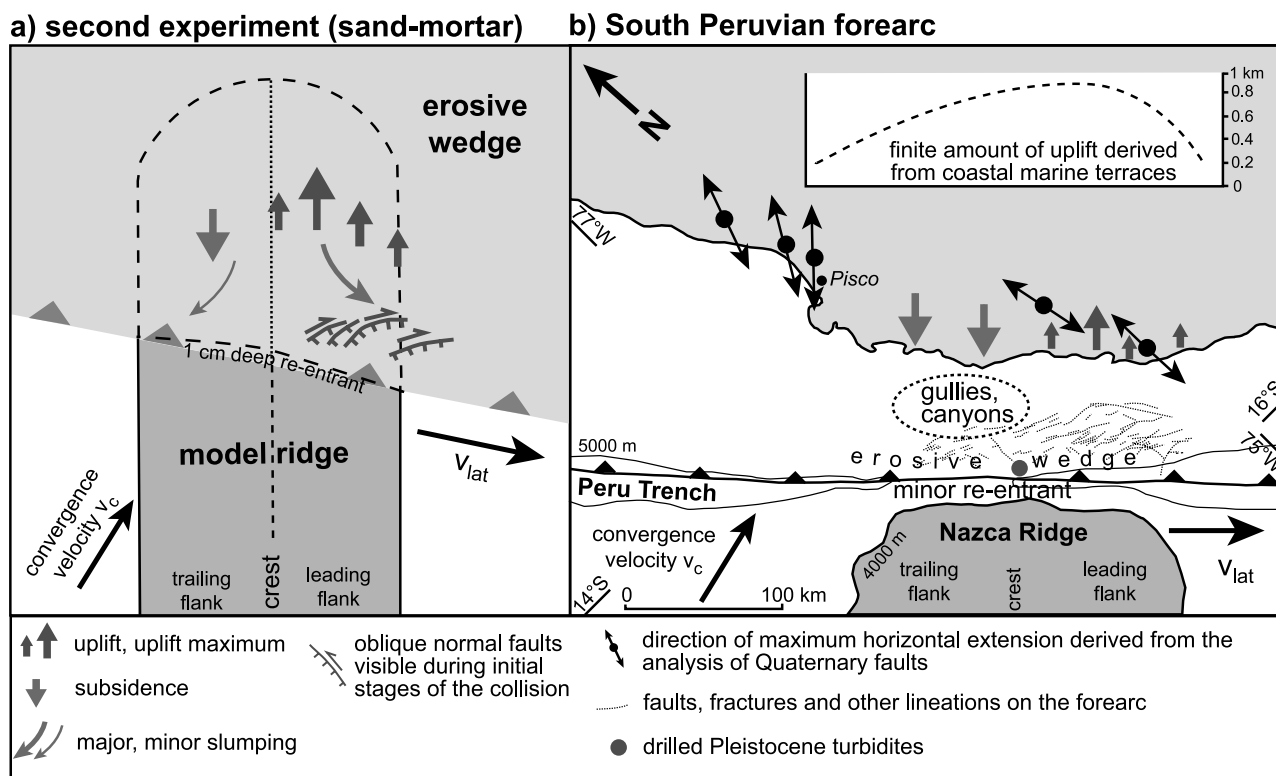 a) second experiment (sand-mortar)
erosive
wedge
1 cm deep re-entrant
model ridge
v_lat
convergence
velocity v_c
trailing
flank
crest
leading
flank
b) South Peruvian forearc
N
1 km
0.8
0.6
0.4
0.2
0
finite amount of uplift derived
from coastal marine terraces
77°W
Pisco
gullies,
canyons
16°S
75°W
5000 m
erosive wedge
Peru Trench
minor re-entrant
convergence
velocity v_c
Nazca Ridge
4000 m
trailing
flank
crest
leading
flank
v_lat
14°S
0
100 km
uplift, uplift maximum
subsidence
major, minor slumping
oblique normal faults
visible during initial
stages of the collision
direction of maximum horizontal extension derived from the
analysis of Quaternary faults
faults, fractures and other lineations on the forearc
drilled Pleistocene turbidites